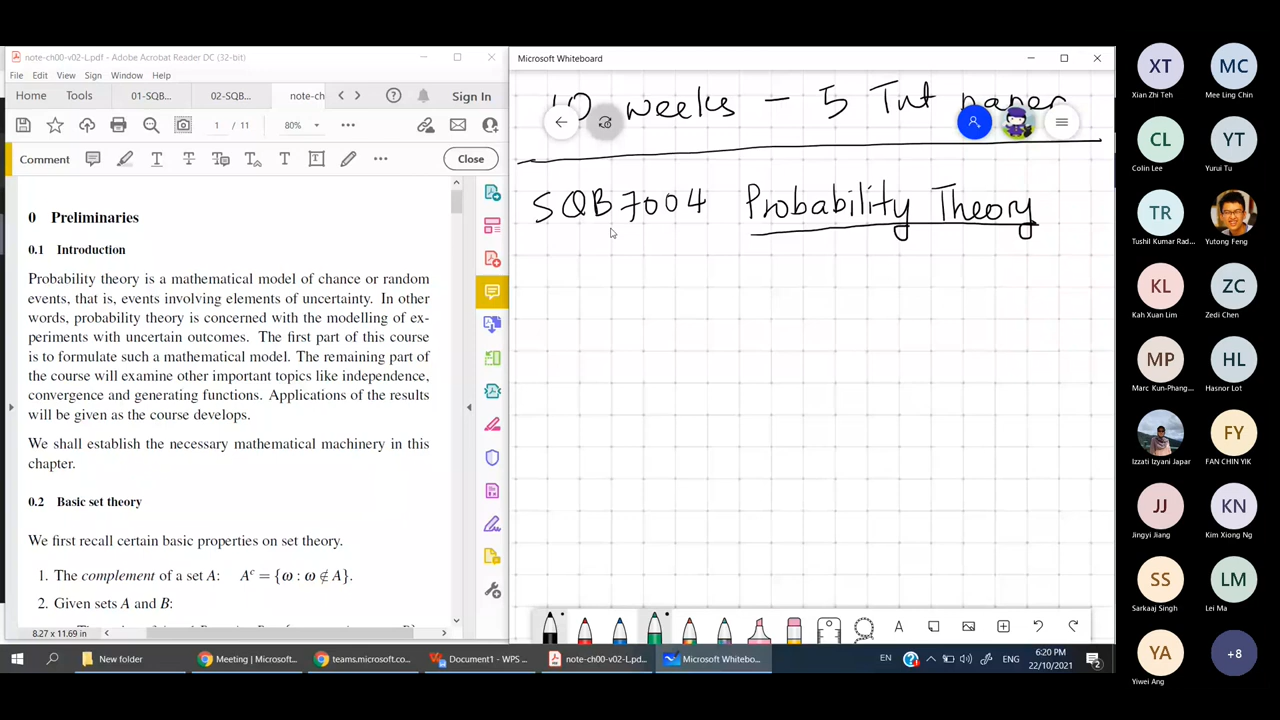 note-ch00-v02-L.pdf - Adobe Acrobat Reader DC (32-bit)
File Edit View Sign Window Help
Home Tools 01-SQB... 02-SQB... note-ch Sign In
1 / 11 80%
Comment Close
0 Preliminaries
0.1 Introduction
Probability theory is a mathematical model of chance or random
events, that is, events involving elements of uncertainty. In other
words, probability theory is concerned with the modelling of ex-
periments with uncertain outcomes. The first part of this course
is to formulate such a mathematical model. The remaining part of
the course will examine other important topics like independence,
convergence and generating functions. Applications of the results
will be given as the course develops.
We shall establish the necessary mathematical machinery in this
chapter.
0.2 Basic set theory
We first recall certain basic properties on set theory.
1. The complement of a set A: Aᶜ = {ω : ω ∉ A}.
2. Given sets A and B:
8.27 x 11.69 in
Microsoft Whiteboard
10 weeks - 5 Tut paper
SQB7004 Probability Theory
XT
Xian Zhi Teh
MC
Mee Ling Chin
CL
Colin Lee
YT
Yurui Tu
TR
Tushil Kumar Rad...
Yutong Feng
KL
Kah Xuan Lim
ZC
Zedi Chen
MP
Marc Kun-Phang...
HL
Hasnor Lot
Izzati Izyani Japar
FY
FAN CHIN YIK
JJ
Jingyi Jiang
KN
Kim Xiong Ng
SS
Sarkaaj Singh
LM
Lei Ma
YA
Yiwei Ang
+8
New folder
Meeting | Microsoft...
teams.microsoft.co...
Document1 - WPS ...
note-ch00-v02-L.pd...
Microsoft Whitebo...
EN
ENG
6:20 PM
22/10/2021
2